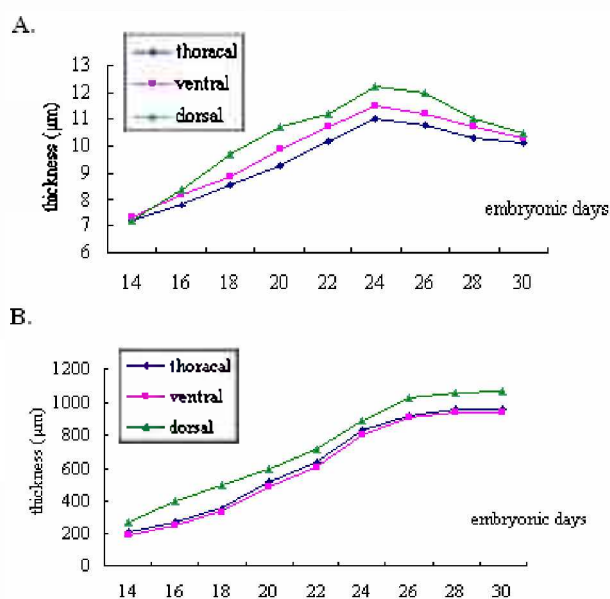 A.
thoracal
ventral
dorsal
thickness (μm)
13
12
11
10
9
8
7
6
embryonic days
14 16 18 20 22 24 26 28 30
B.
thoracal
ventral
dorsal
thickness (μm)
1200
1000
800
600
400
200
0
embryonic days
14 16 18 20 22 24 26 28 30